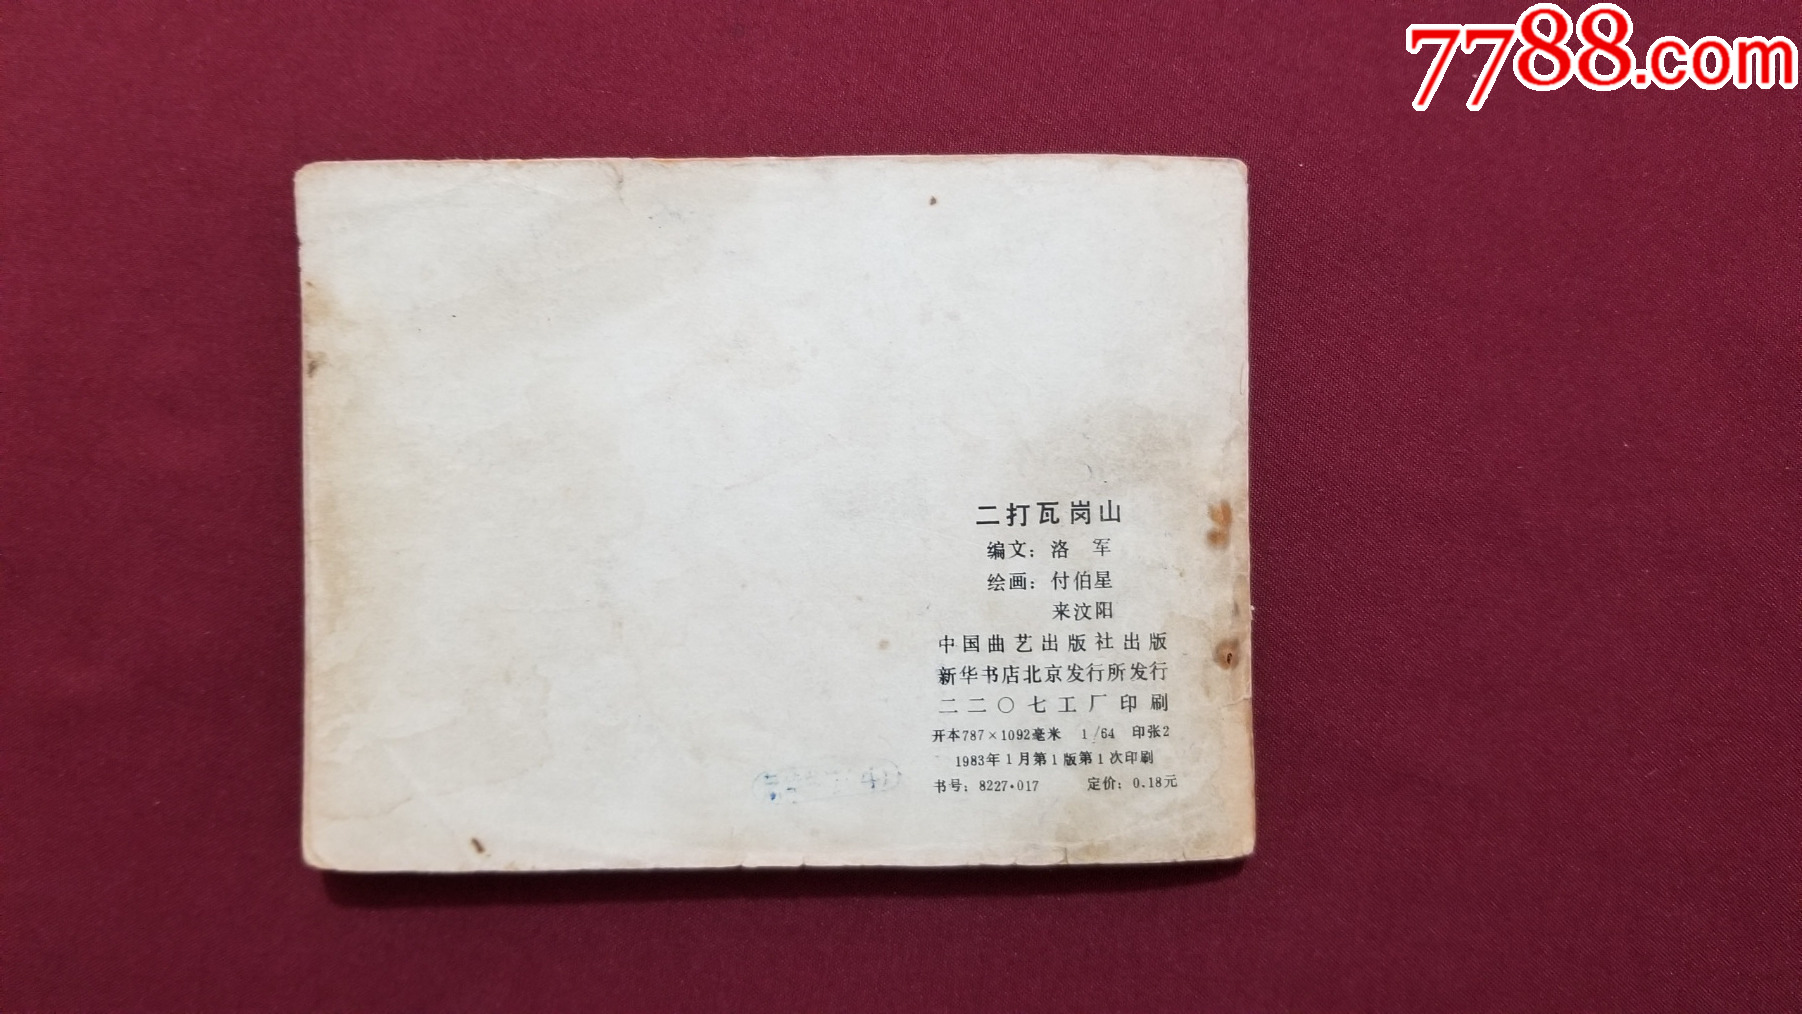 7788.com
二打瓦岗山
编文：洛 军
绘画：付伯星
来汶阳
中国曲艺出版社出版
新华书店北京发行所发行
二二〇七工厂印刷
开本787×1092毫米 1/64 印张2
1983年1月第1版第1次印刷
书号：8227·017 定价：0.18元